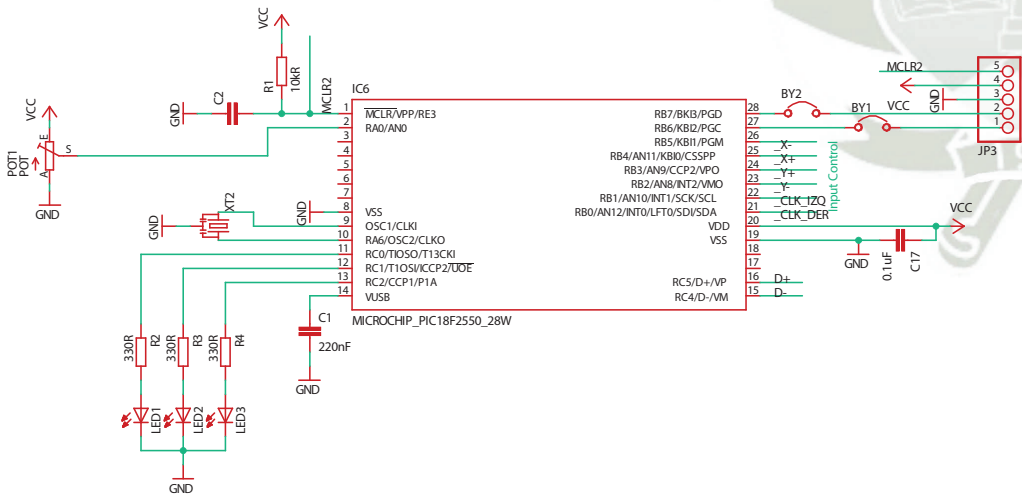 VCC
R1
10kR
MCLR2
GND
C2
IC6
MICROCHIP_PIC18F2550_28W
1 MCLR/VPP/RE3
2 RA0/AN0
3
4
5
6
7
8 VSS
9 OSC1/CLKI
10 RA6/OSC2/CLKO
11 RC0/TIOSO/T13CKI
12 RC1/T1OSI/ICCP2/UOE
13 RC2/CCP1/P1A
14 VUSB
RB7/BKI3/PGD 28
RB6/KBI2/PGC 27
RB5/KBI1/PGM 26
RB4/AN11/KBI0/CSSPP 25
RB3/AN9/CCP2/VPO 24
RB2/AN8/INT2/VMO 23
RB1/AN10/INT1/SCK/SCL 22
RB0/AN12/INT0/LFT0/SDI/SDA 21
VDD 20
VSS 19
18
17
RC5/D+/VP 16
RC4/D-/VM 15
_X-
_X+
_Y+
_Y-
_CLK_IZQ
_CLK_DER
Input Control
D+
D-
BY2
BY1
VCC
MCLR2
GND
5
4
3
2
1
JP3
VCC
GND
0.1uF
C17
VCC
POT1
POT
E
S
A
GND
GND
XT2
GND
C1
220nF
GND
330R
R2
330R
R3
330R
R4
LED1
LED2
LED3
GND